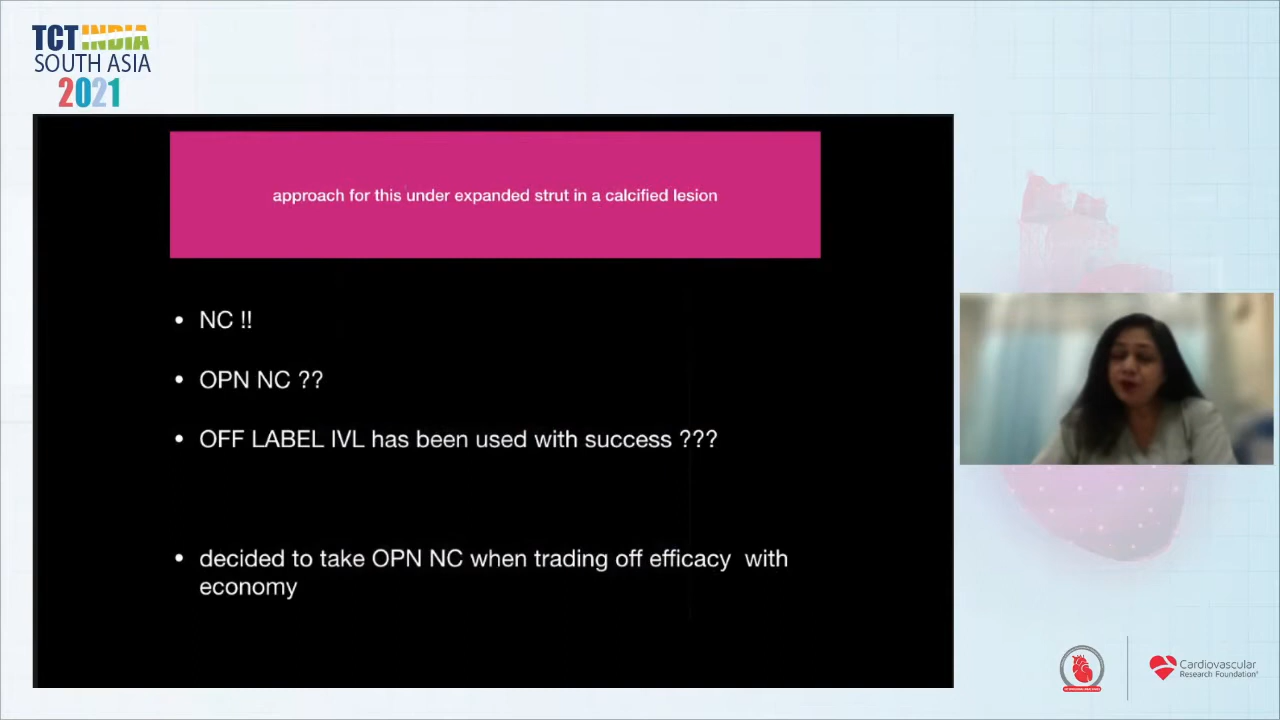 TCT INDIA
SOUTH ASIA
2021
approach for this under expanded strut in a calcified lesion
• NC !!
• OPN NC ??
• OFF LABEL IVL has been used with success ???
• decided to take OPN NC when trading off efficacy with
economy
Cardiovascular
Research Foundation